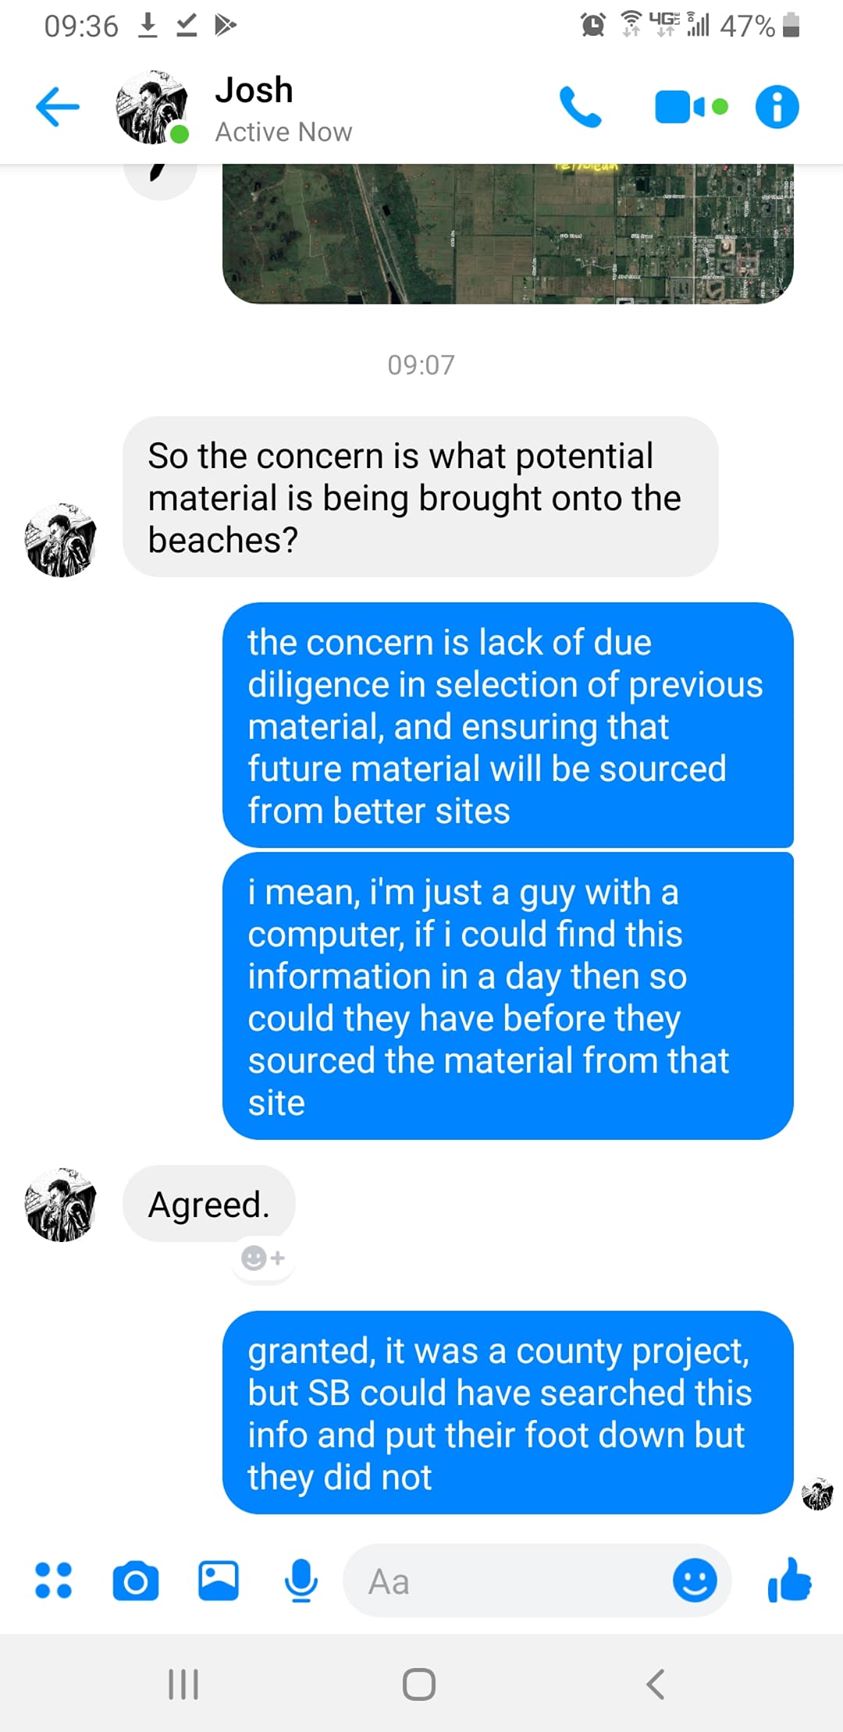 09:36
4G 47%
Josh
Active Now
Petroleum
09:07
So the concern is what potential
material is being brought onto the
beaches?
the concern is lack of due
diligence in selection of previous
material, and ensuring that
future material will be sourced
from better sites
i mean, i'm just a guy with a
computer, if i could find this
information in a day then so
could they have before they
sourced the material from that
site
Agreed.
granted, it was a county project,
but SB could have searched this
info and put their foot down but
they did not
Aa